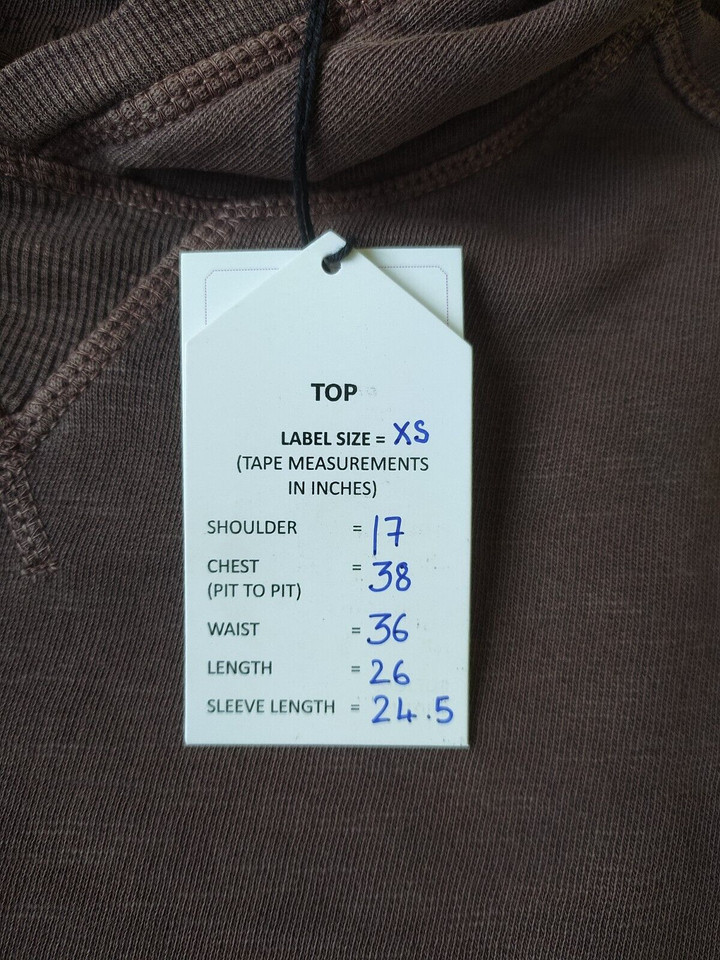 TOP
LABEL SIZE = XS
(TAPE MEASUREMENTS
IN INCHES)
SHOULDER = 17
CHEST = 38
(PIT TO PIT)
WAIST = 36
LENGTH = 26
SLEEVE LENGTH = 24.5